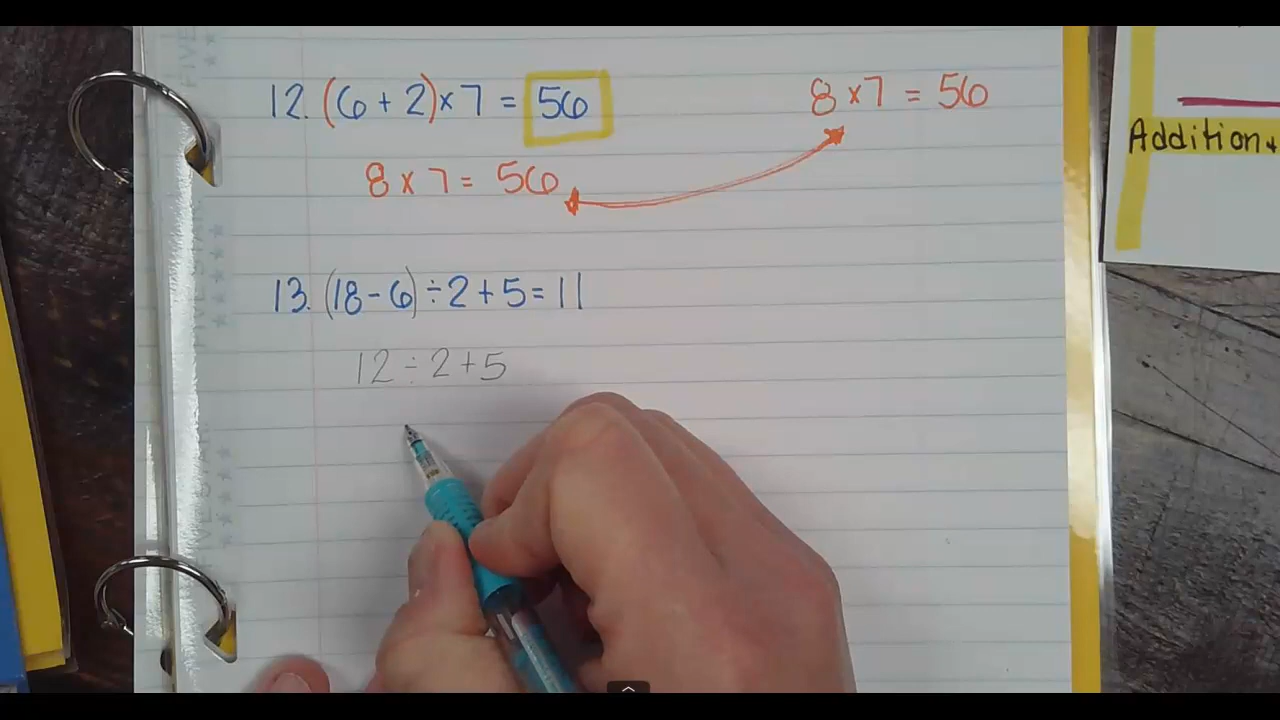 12. (6 + 2) × 7 = 56
8 × 7 = 56
8 × 7 = 56
13. (18 - 6) ÷ 2 + 5 = 11
12 ÷ 2 + 5
Addition +
FIVE